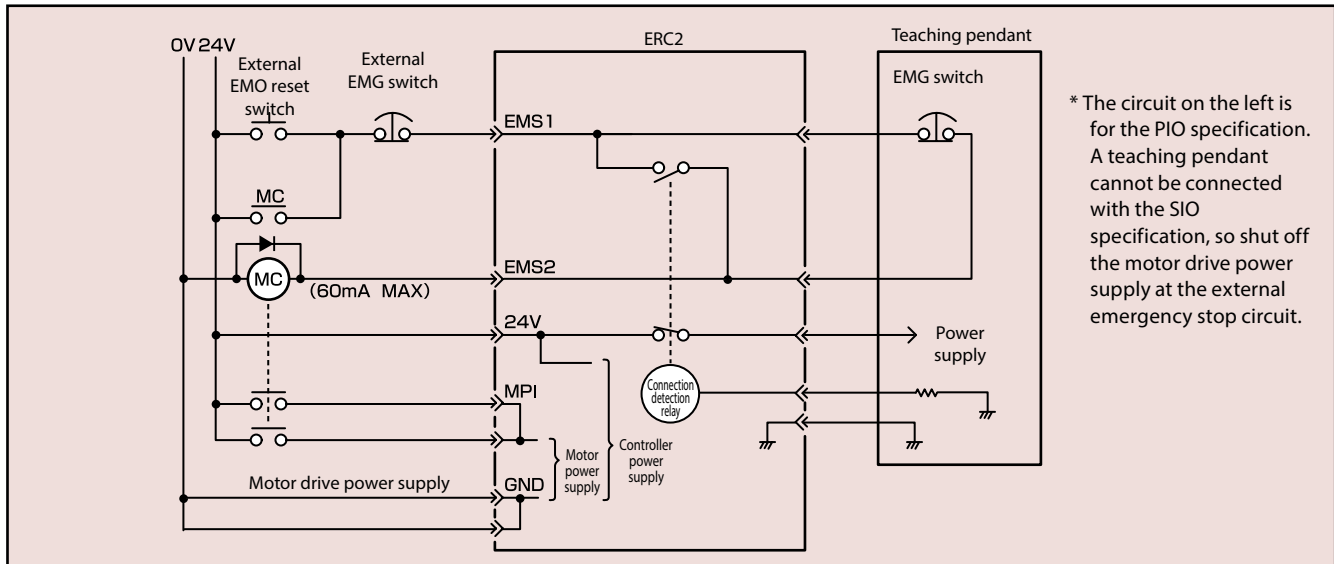 0V 24V
External
EMO reset
switch
External
EMG switch
ERC2
Teaching pendant
EMG switch
EMS1
MC
MC
(60mA MAX)
EMS2
24V
Power
supply
Connection
detection
relay
MPI
Motor
power
supply
Controller
power
supply
Motor drive power supply
GND
* The circuit on the left is
for the PIO specification.
A teaching pendant
cannot be connected
with the SIO
specification, so shut off
the motor drive power
supply at the external
emergency stop circuit.